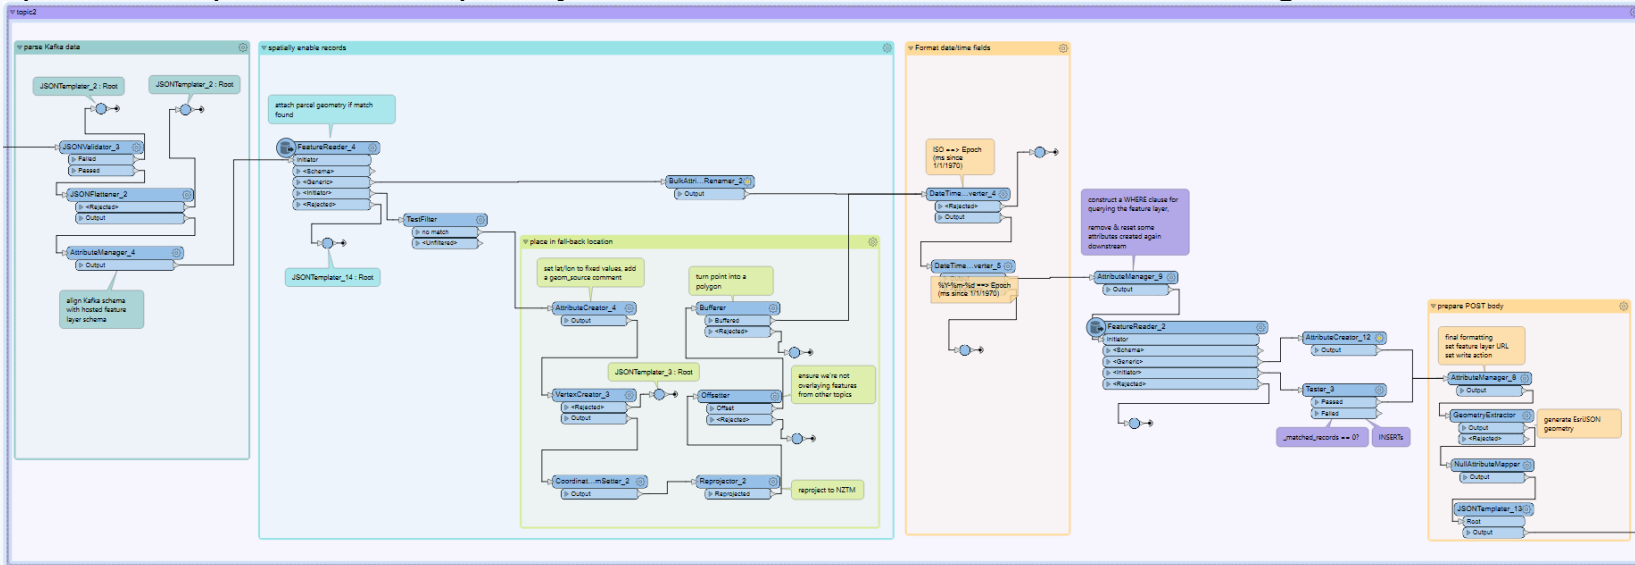 topic2
parse Kafka data
JSONTemplater_2 : Root
JSONTemplater_2 : Root
JSONValidator_3
Failed
Passed
JSONFlattener_2
<Rejected>
Output
AttributeManager_4
Output
align Kafka schema
with hosted feature
layer schema
spatially enable records
attach parcel geometry if match
found
FeatureReader_4
Initiator
<Schema>
<Generic>
<Initiator>
<Rejected>
JSONTemplater_14 : Root
TestFilter
no match
<Unfiltered>
BulkAttri...Renamer_2
Output
place in fall-back location
set lat/lon to fixed values, add
a geom_source comment
AttributeCreator_4
Output
JSONTemplater_3 : Root
VertexCreator_3
<Rejected>
Output
Coordinat...mSetter_2
Output
turn point into a
polygon
Bufferer
Buffered
<Rejected>
ensure we're not
overlaying features
from other topics
Offsetter
Offset
<Rejected>
Reprojector_2
Reprojected
reproject to NZTM
Format date/time fields
ISO ==> Epoch
(ms since
1/1/1970)
DateTime...verter_4
<Rejected>
Output
DateTime...verter_5
%Y-%m-%d ==> Epoch
(ms since 1/1/1970)
construct a WHERE clause for
querying the feature layer,
remove & reset some
attributes created again
downstream
AttributeManager_9
Output
FeatureReader_2
Initiator
<Schema>
<Generic>
<Initiator>
<Rejected>
AttributeCreator_12
Output
Tester_3
Passed
Failed
_matched_records == 0?
INSERTs
prepare POST body
final formatting
set feature layer URL
set write action
AttributeManager_8
Output
GeometryExtractor
Output
<Rejected>
generate EsriJSON
geometry
NullAttributeMapper
Output
JSONTemplater_13
Root
Output